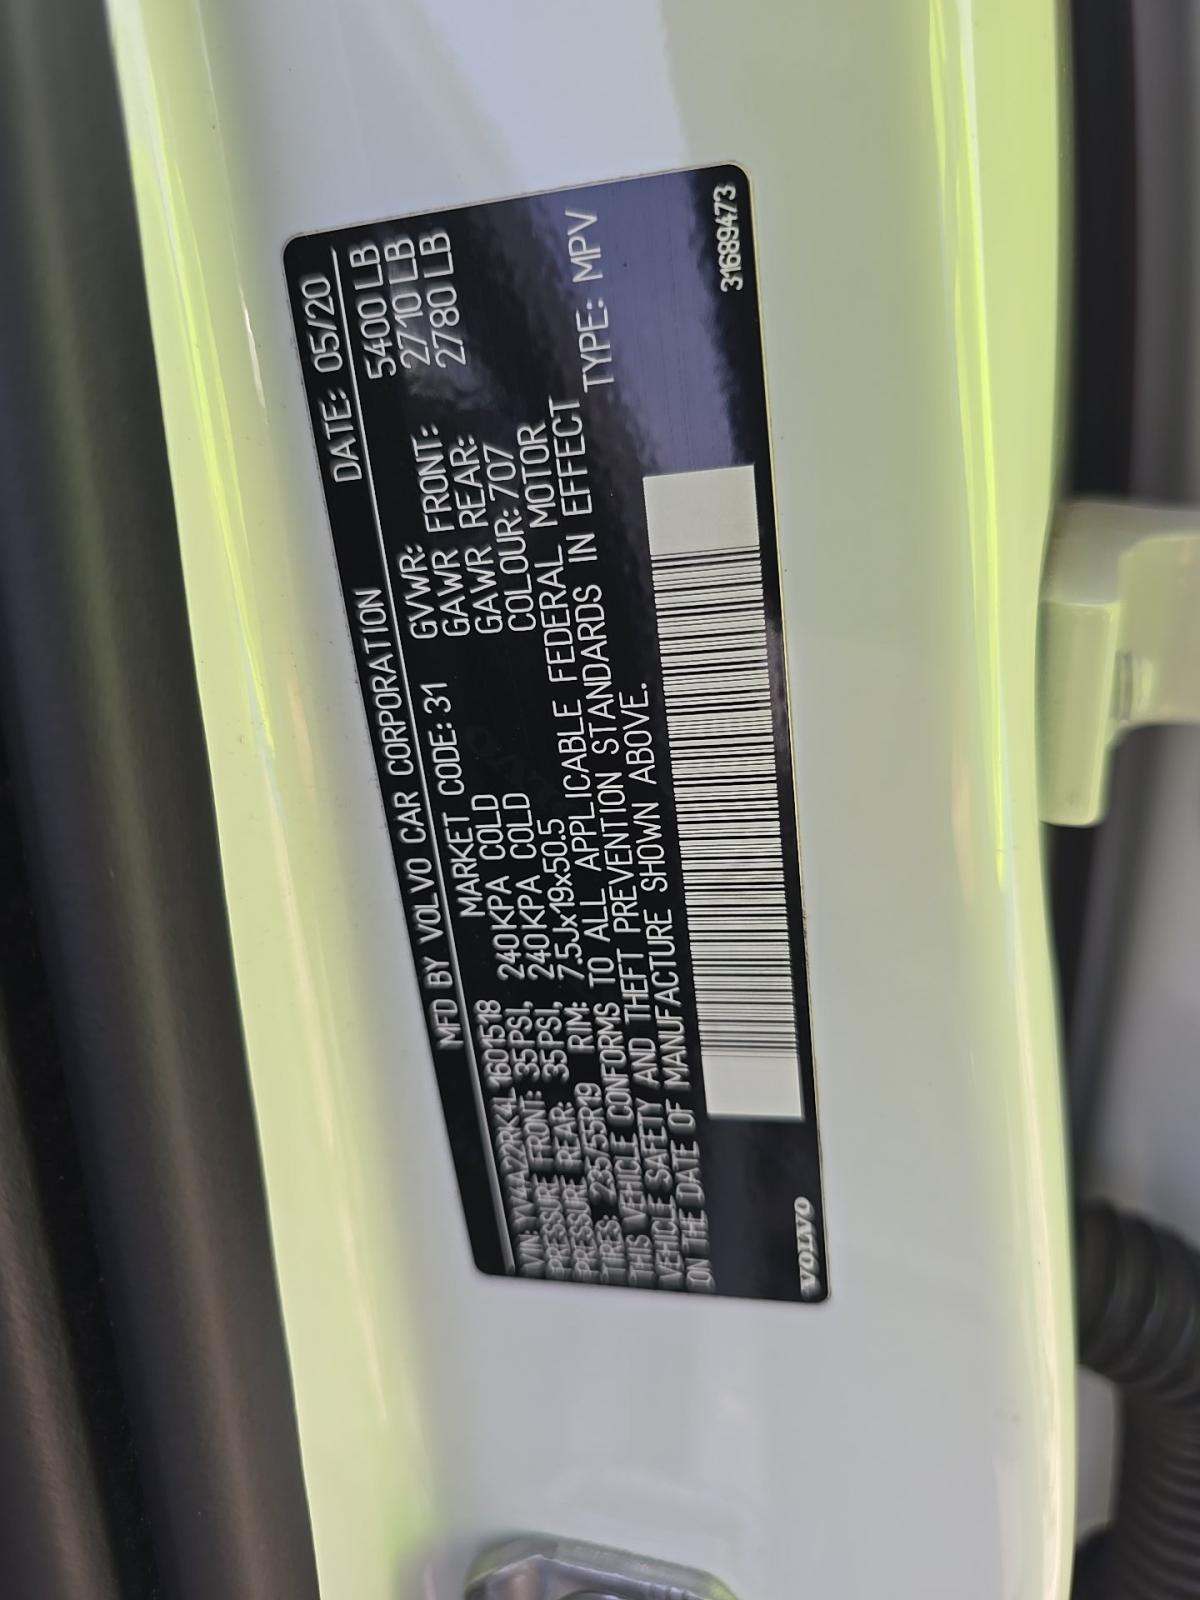 MFD BY VOLVO CAR CORPORATION DATE: 05/20
VIN: YV4A22RK4L1601518 MARKET CODE: 31 GVWR: 5400 LB
PRESSURE FRONT: 35PSI, 240KPA COLD GAWR FRONT: 2710 LB
PRESSURE REAR: 35PSI, 240KPA COLD GAWR REAR: 2780 LB
TIRES: 235/55R19 RIM: 7.5Jx19x50.5 COLOUR: 707
THIS VEHICLE CONFORMS TO ALL APPLICABLE FEDERAL MOTOR
VEHICLE SAFETY AND THEFT PREVENTION STANDARDS IN EFFECT
ON THE DATE OF MANUFACTURE SHOWN ABOVE. TYPE: MPV
VOLVO 31689473